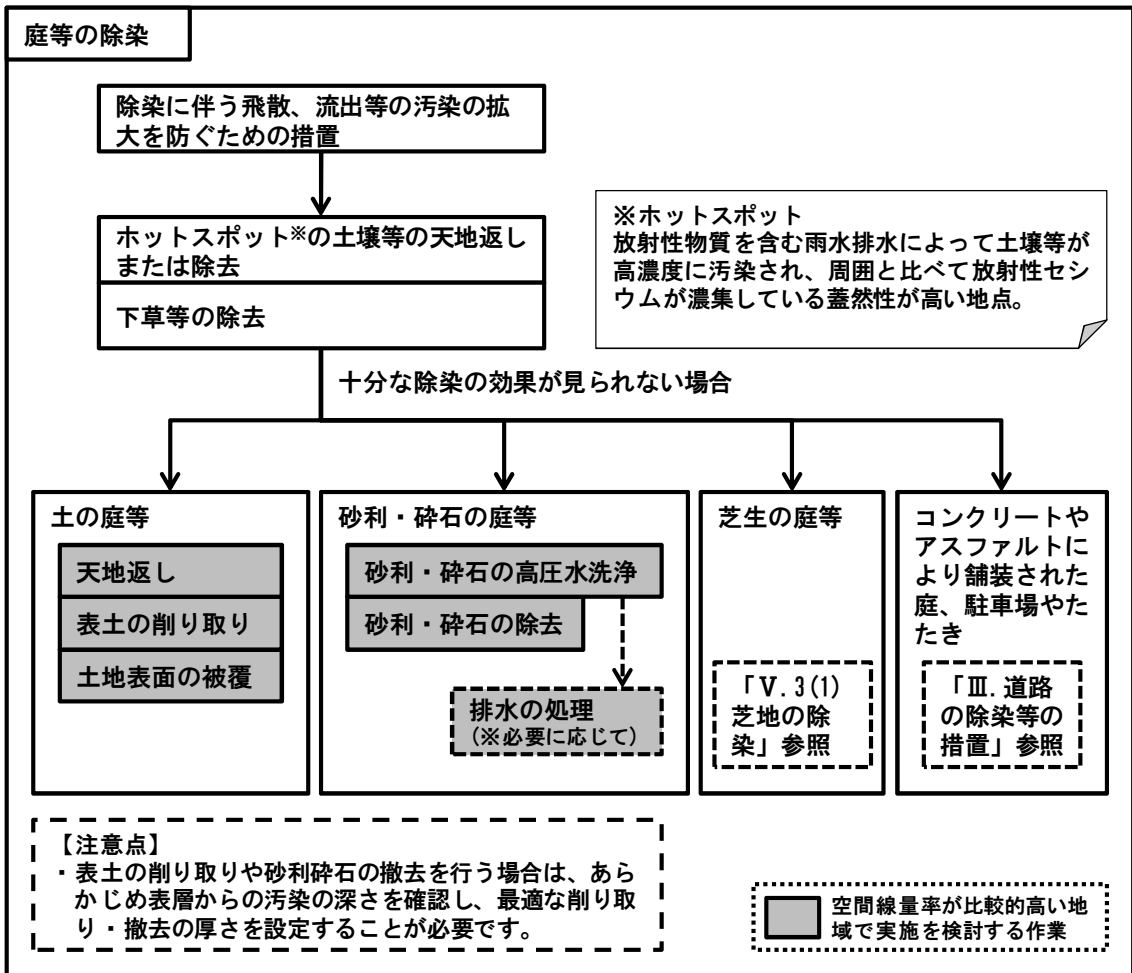 庭等の除染
除染に伴う飛散、流出等の汚染の拡
大を防ぐための措置
ホットスポット※の土壌等の天地返し
または除去
下草等の除去
※ホットスポット
放射性物質を含む雨水排水によって土壌等が
高濃度に汚染され、周囲と比べて放射性セシ
ウムが濃集している蓋然性が高い地点。
十分な除染の効果が見られない場合
土の庭等
天地返し
表土の削り取り
土地表面の被覆
砂利・砕石の庭等
砂利・砕石の高圧水洗浄
砂利・砕石の除去
排水の処理
(※必要に応じて)
芝生の庭等
「Ⅴ.3(1)
芝地の除
染」参照
コンクリートや
アスファルトに
より舗装された
庭、駐車場やた
たき
「Ⅲ.道路
の除染等の
措置」参照
【注意点】
・表土の削り取りや砂利砕石の撤去を行う場合は、あら
かじめ表層からの汚染の深さを確認し、最適な削り取
り・撤去の厚さを設定することが必要です。
空間線量率が比較的高い地
域で実施を検討する作業